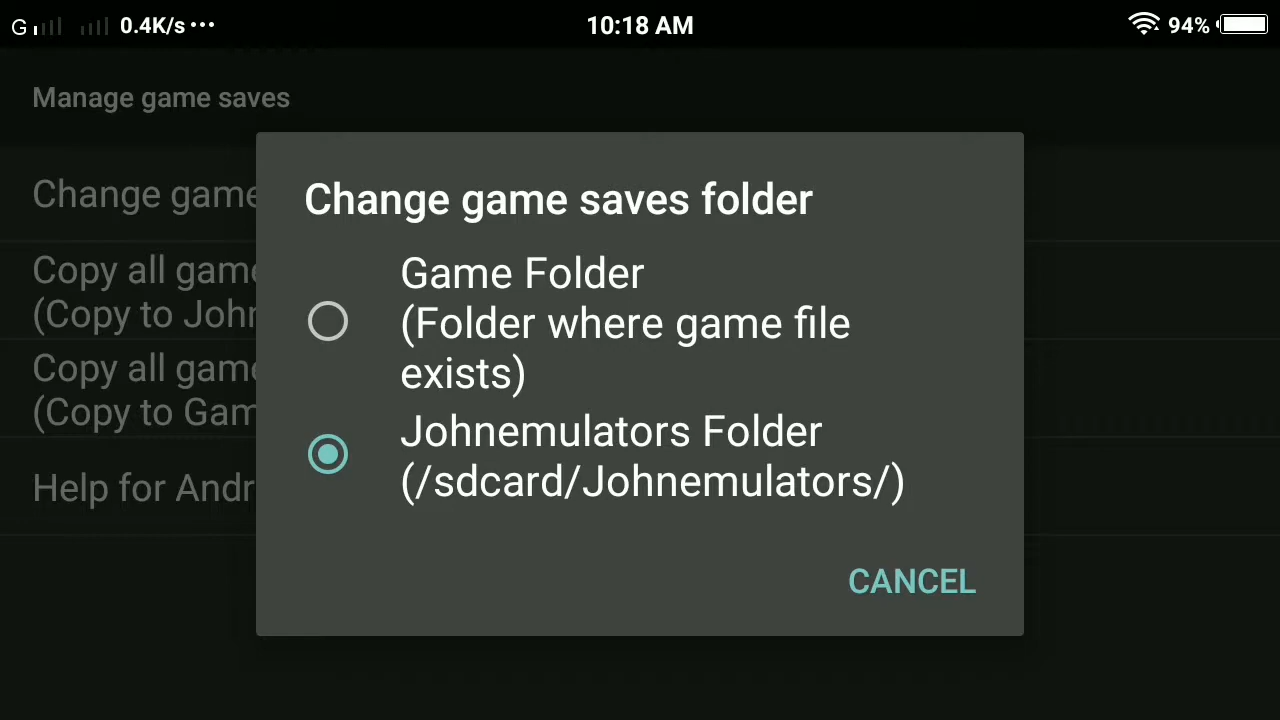 G 0.4K/s... 10:18 AM 94%
Manage game saves
Change game saves folder
Change game
Game Folder
(Folder where game file
exists)
Copy all game
(Copy to John
Copy all game
(Copy to Gam
Johnemulators Folder
(/sdcard/Johnemulators/)
Help for Andr
CANCEL